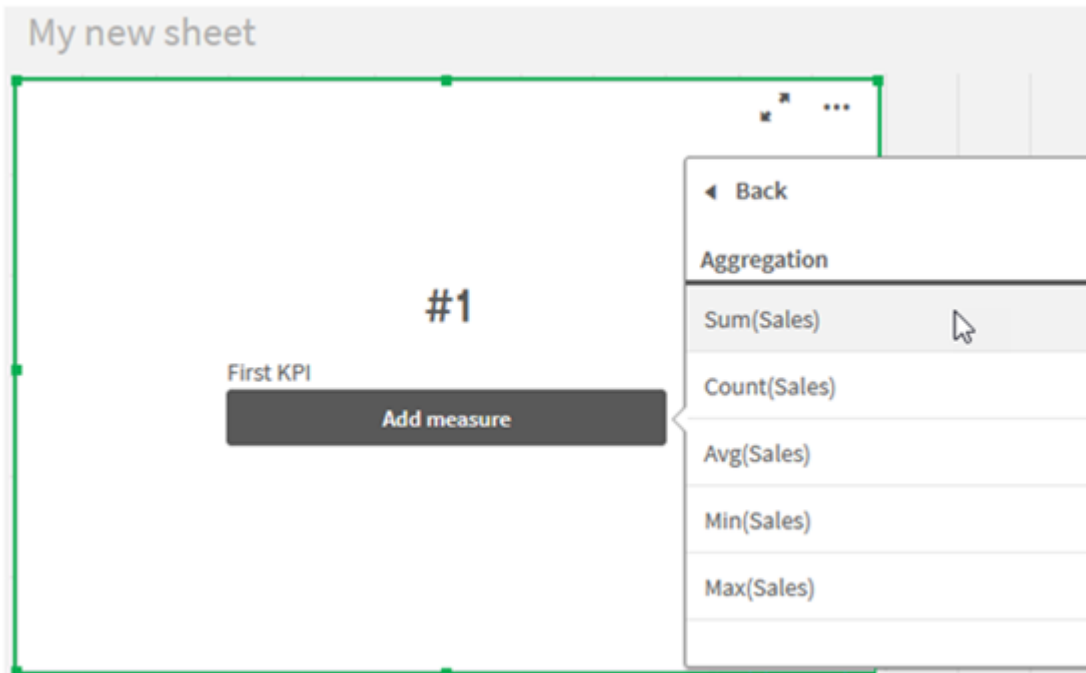 My new sheet
Back
Aggregation
#1
Sum(Sales)
First KPI
Count(Sales)
Add measure
Avg(Sales)
Min(Sales)
Max(Sales)